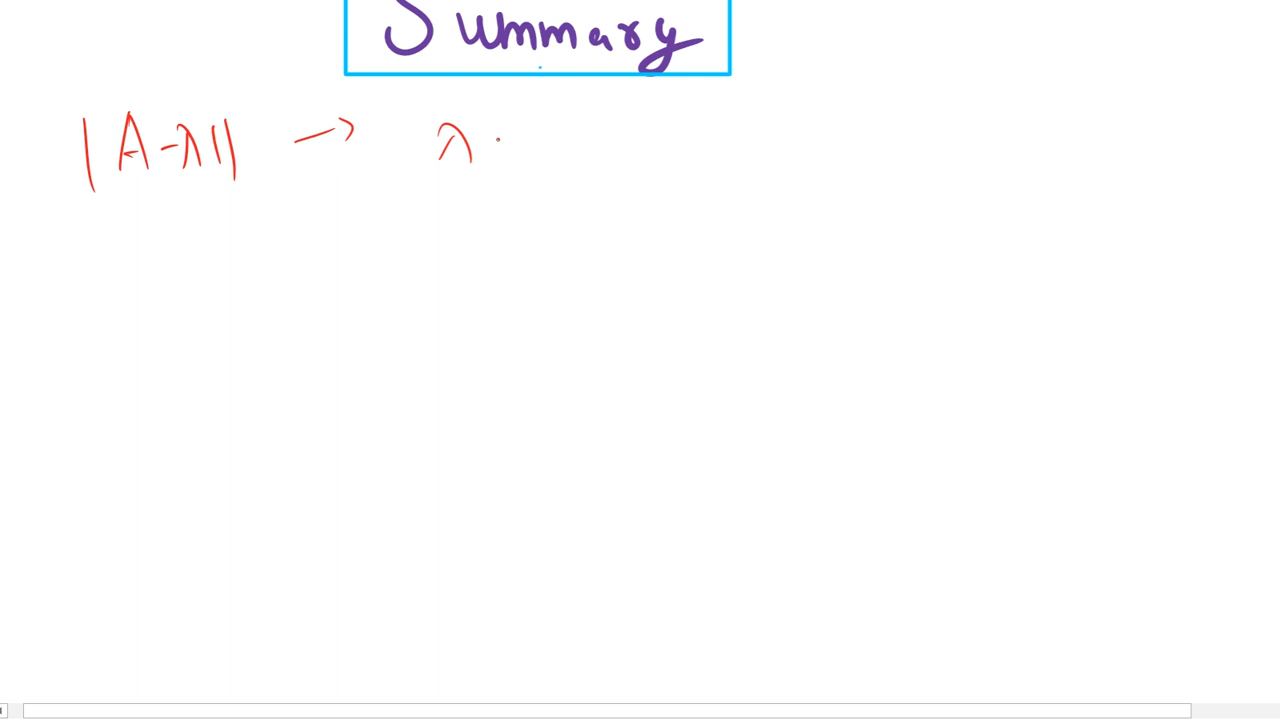 Summary
|A-λI| → λ